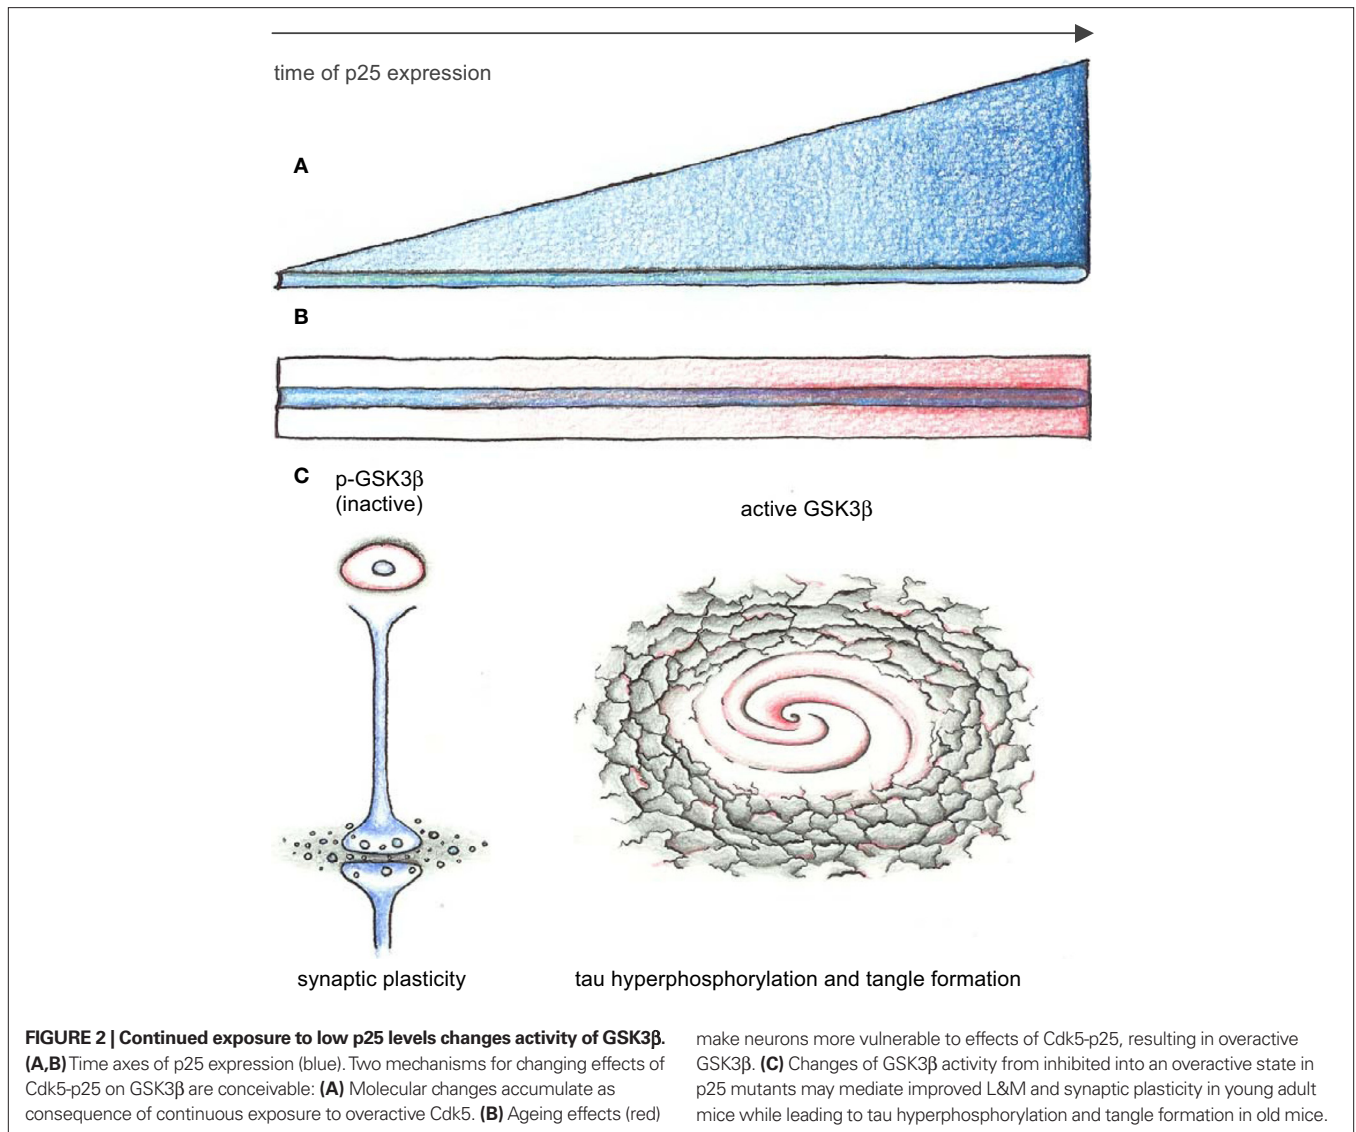 time of p25 expression
A
B
C
p-GSK3β
(inactive)
active GSK3β
synaptic plasticity
tau hyperphosphorylation and tangle formation
FIGURE 2 | Continued exposure to low p25 levels changes activity of GSK3β.
(A,B) Time axes of p25 expression (blue). Two mechanisms for changing effects of
Cdk5-p25 on GSK3β are conceivable: (A) Molecular changes accumulate as
consequence of continuous exposure to overactive Cdk5. (B) Ageing effects (red)
make neurons more vulnerable to effects of Cdk5-p25, resulting in overactive
GSK3β. (C) Changes of GSK3β activity from inhibited into an overactive state in
p25 mutants may mediate improved L&M and synaptic plasticity in young adult
mice while leading to tau hyperphosphorylation and tangle formation in old mice.